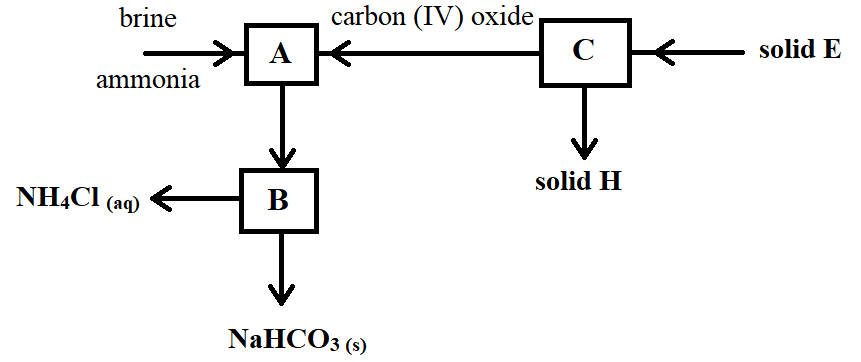 brine
carbon (IV) oxide
A
C
solid E
ammonia
solid H
NH₄Cl (aq)
B
NaHCO₃ (s)